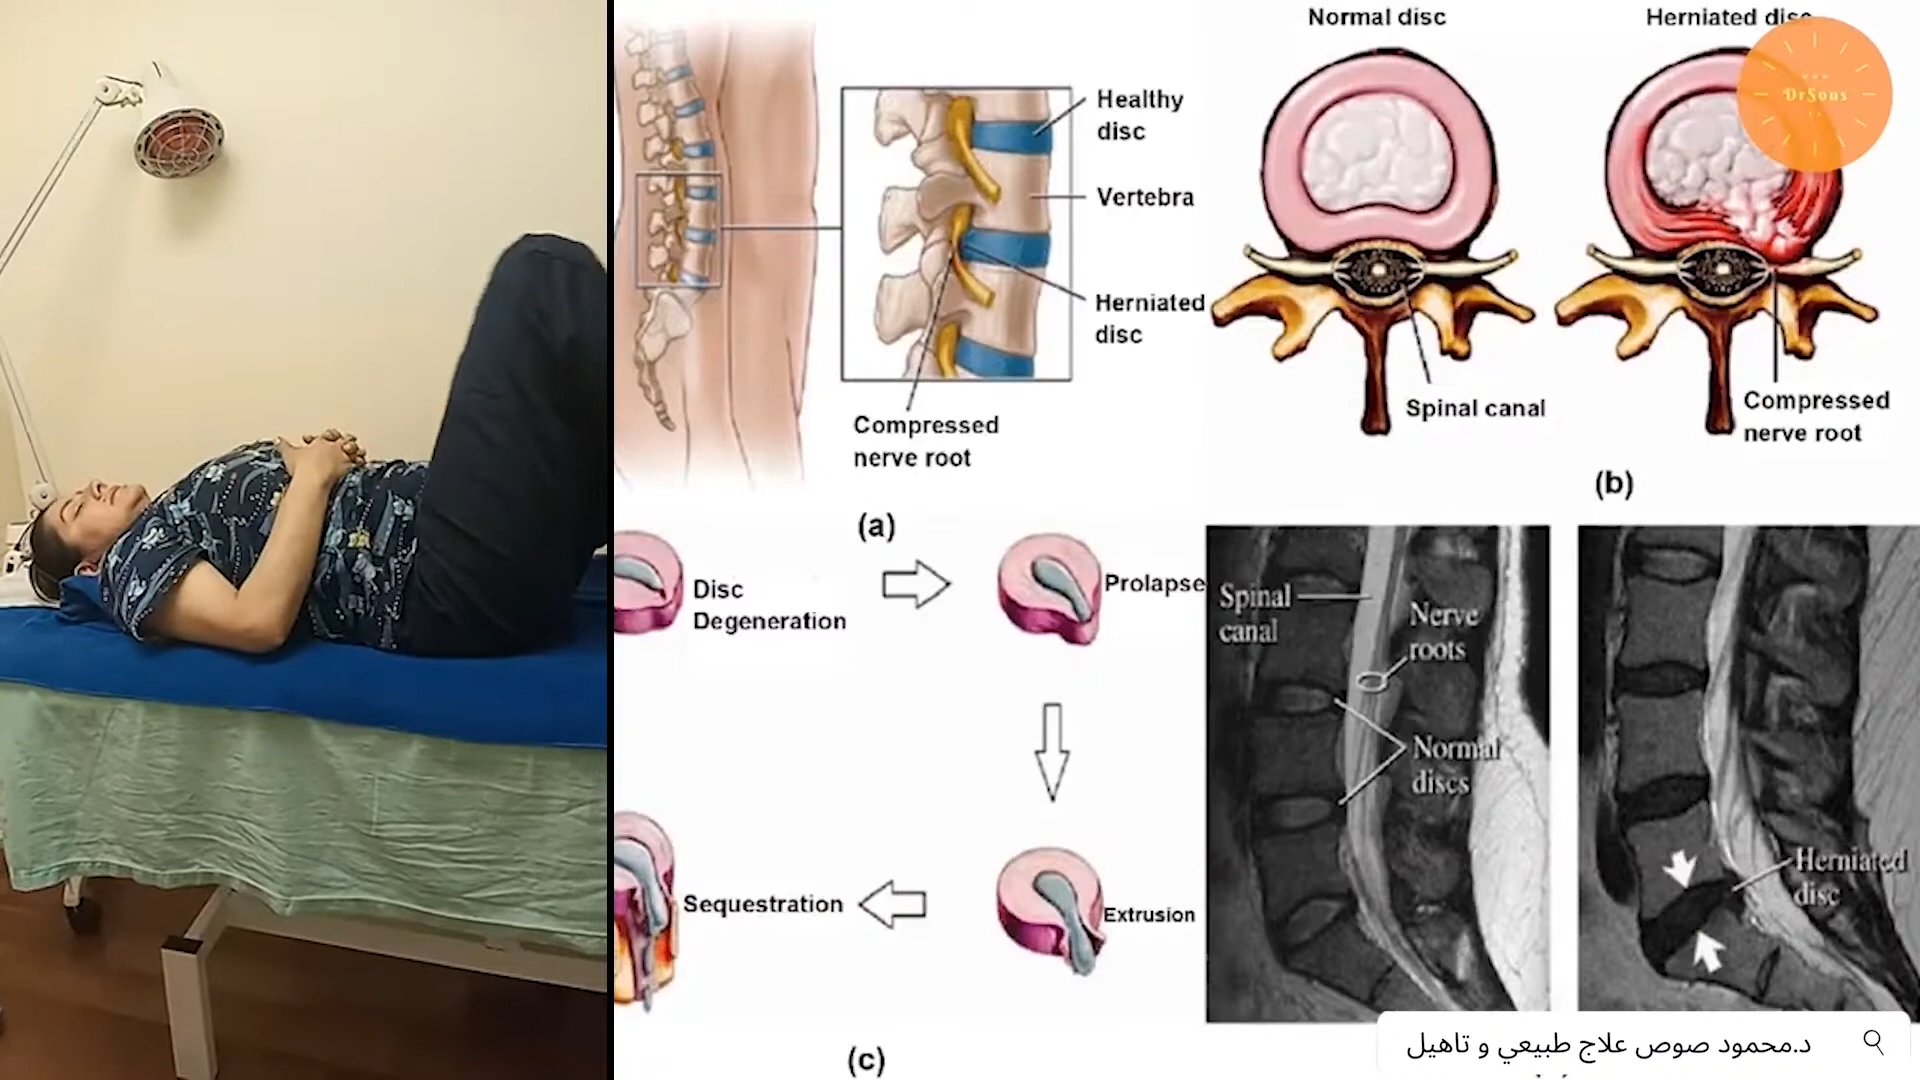 Normal disc
Herniated disc
DrSous
Healthy
disc
Vertebra
Herniated
disc
Compressed
nerve root
(a)
Spinal canal
Compressed
nerve root
(b)
Disc
Degeneration
Prolapse
Sequestration
Extrusion
(c)
Spinal
canal
Nerve
roots
Normal
discs
Herniated
disc
د.محمود صوص علاج طبيعي و تاهيل